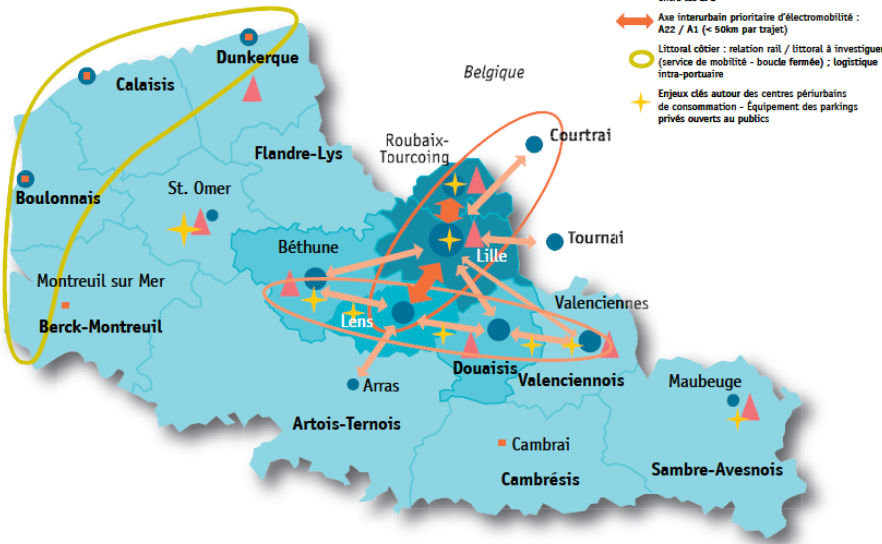 entre les EPL
Axe interurbain prioritaire d'électromobilité :
A22 / A1 (< 50km par trajet)
Littoral côtier : relation rail / littoral à investiguer
(service de mobilité - boucle fermée) ; logistique
intra-portuaire
Enjeux clés autour des centres périurbains
de consommation - Équipement des parkings
privés ouverts au publics
Dunkerque
Calaisis
Belgique
Courtrai
Roubaix-
Tourcoing
Flandre-Lys
Boulonnais
St. Omer
Tournai
Béthune
Lille
Montreuil sur Mer
Berck-Montreuil
Valenciennes
Lens
Douaisis
Valenciennois
Arras
Maubeuge
Artois-Ternois
Cambrai
Cambrésis
Sambre-Avesnois